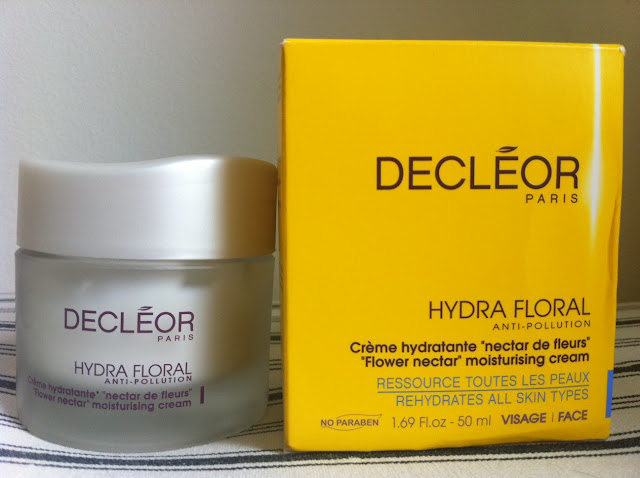 DECLÉOR
PARIS
HYDRA FLORAL
ANTI-POLLUTION
Crème hydratante "nectar de fleurs"
"Flower nectar" moisturising cream
DECLÉOR
PARIS
HYDRA FLORAL
ANTI-POLLUTION
Crème hydratante "nectar de fleurs"
"Flower nectar" moisturising cream
RESSOURCE TOUTES LES PEAUX
REHYDRATES ALL SKIN TYPES
NO PARABEN 1.69 Fl.oz - 50 ml VISAGE | FACE